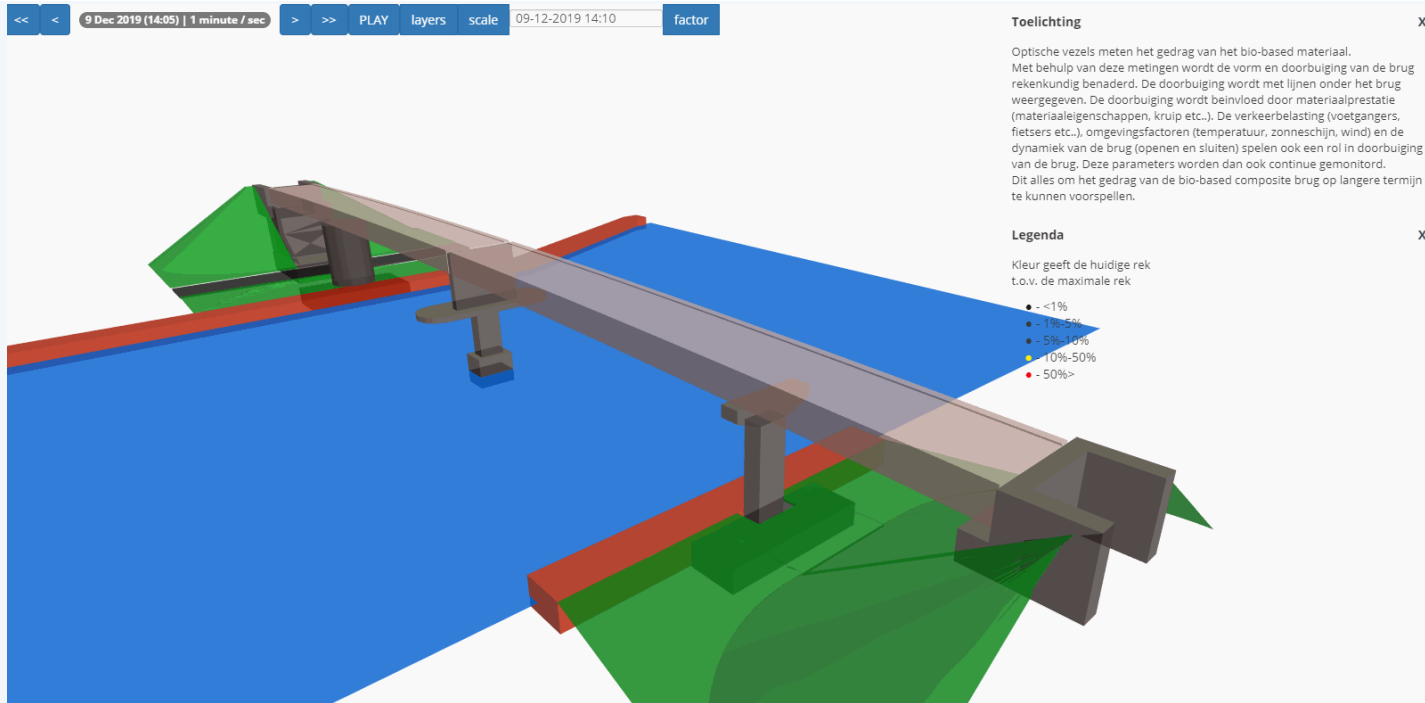 << < 9 Dec 2019 (14:05) | 1 minute / sec > >> PLAY layers scale 09-12-2019 14:10 factor
Toelichting X
Optische vezels meten het gedrag van het bio-based materiaal.
Met behulp van deze metingen wordt de vorm en doorbuiging van de brug
rekenkundig benaderd. De doorbuiging wordt met lijnen onder het brug
weergegeven. De doorbuiging wordt beinvloed door materiaalprestatie
(materiaaleigenschappen, kruip etc..). De verkeerbelasting (voetgangers,
fietsers etc..), omgevingsfactoren (temperatuur, zonneschijn, wind) en de
dynamiek van de brug (openen en sluiten) spelen ook een rol in doorbuiging
van de brug. Deze parameters worden dan ook continue gemonitord.
Dit alles om het gedrag van de bio-based composite brug op langere termijn
te kunnen voorspellen.
Legenda X
Kleur geeft de huidige rek
t.o.v. de maximale rek
- <1%
- 1%-5%
- 5%-10%
- 10%-50%
- 50%>